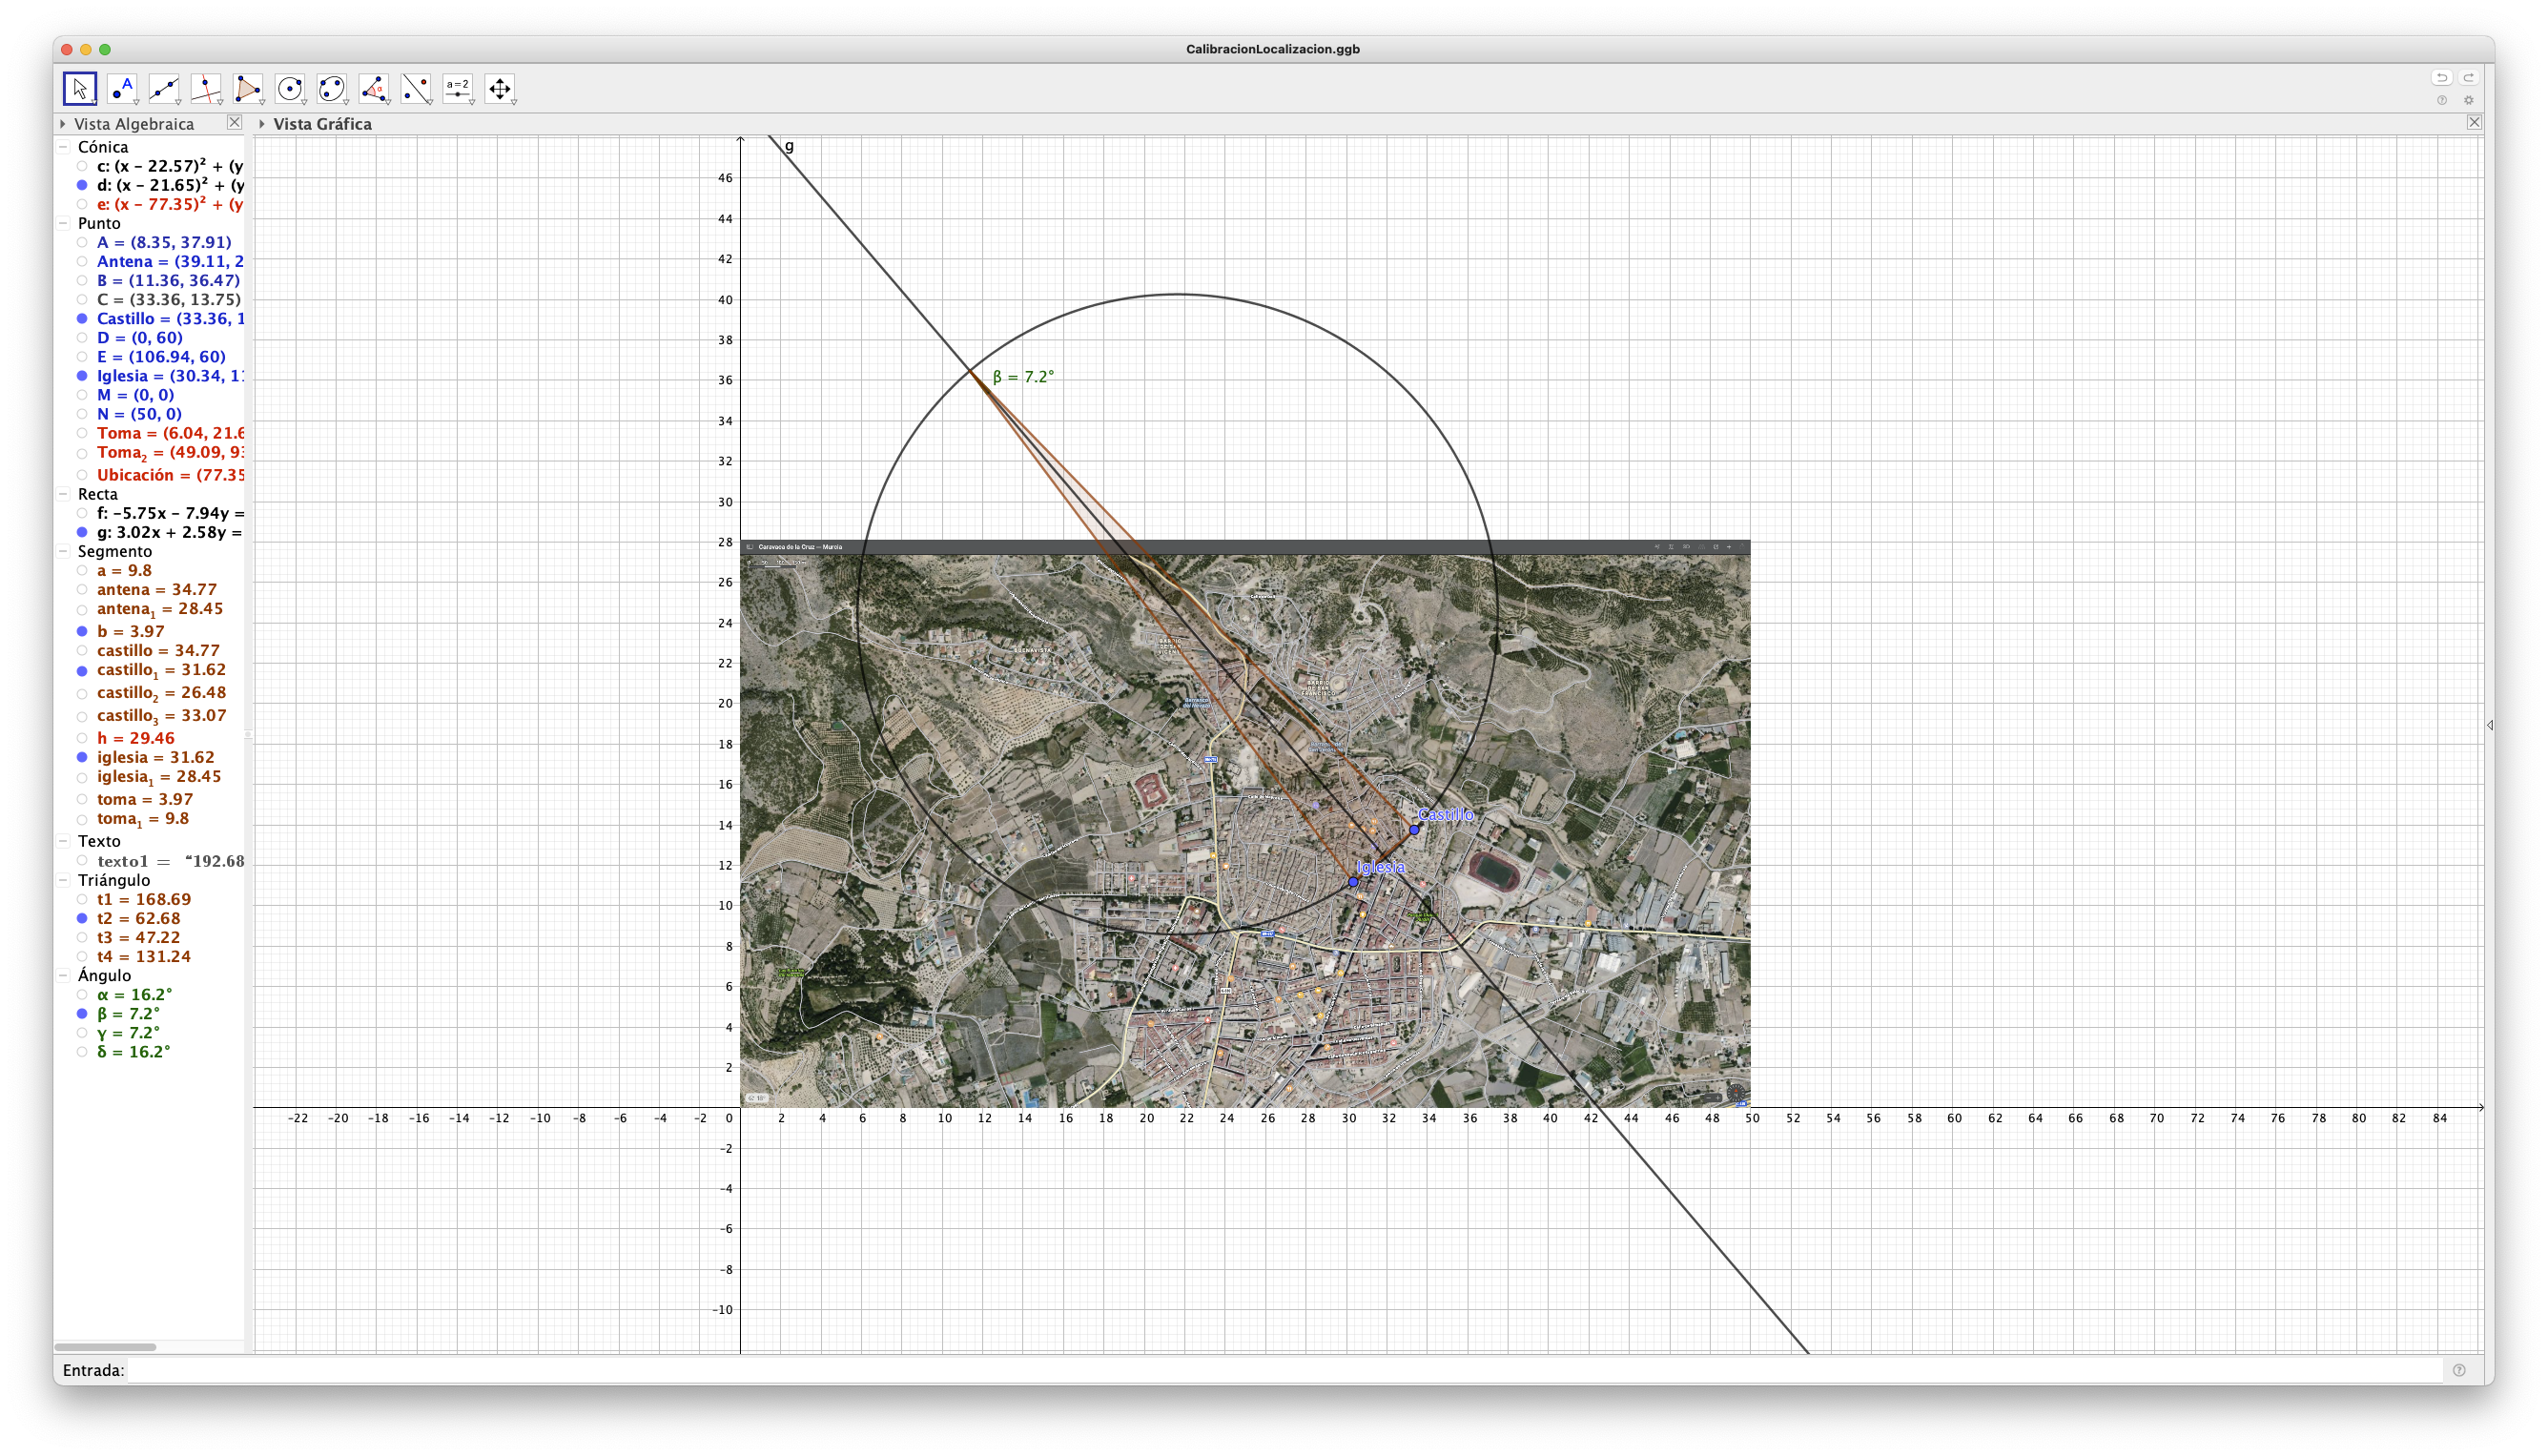 CalibracionLocalizacion.ggb
A
α
a=2
Vista Algebraica
Vista Gráfica
Cónica
c: (x – 22.57)² + (y
d: (x – 21.65)² + (y
e: (x – 77.35)² + (y
Punto
A = (8.35, 37.91)
Antena = (39.11, 2
B = (11.36, 36.47)
C = (33.36, 13.75)
Castillo = (33.36, 1
D = (0, 60)
E = (106.94, 60)
Iglesia = (30.34, 11
M = (0, 0)
N = (50, 0)
Toma = (6.04, 21.6
Toma₂ = (49.09, 93
Ubicación = (77.35
Recta
f: –5.75x – 7.94y =
g: 3.02x + 2.58y =
Segmento
a = 9.8
antena = 34.77
antena₁ = 28.45
b = 3.97
castillo = 34.77
castillo₁ = 31.62
castillo₂ = 26.48
castillo₃ = 33.07
h = 29.46
iglesia = 31.62
iglesia₁ = 28.45
toma = 3.97
toma₁ = 9.8
Texto
texto1 = “192.68
Triángulo
t1 = 168.69
t2 = 62.68
t3 = 47.22
t4 = 131.24
Ángulo
α = 16.2°
β = 7.2°
γ = 7.2°
δ = 16.2°
g
46
44
42
40
38
36
34
32
30
28
26
24
22
20
18
16
14
12
10
8
6
4
2
0
-2
-4
-6
-8
-10
β = 7.2°
Caravaca de la Cruz — Murcia
BUENAVISTA
Castillo
Iglesia
-22 -20 -18 -16 -14 -12 -10 -8 -6 -4 -2 0 2 4 6 8 10 12 14 16 18 20 22 24 26 28 30 32 34 36 38 40 42 44 46 48 50 52 54 56 58 60 62 64 66 68 70 72 74 76 78 80 82 84
Entrada: